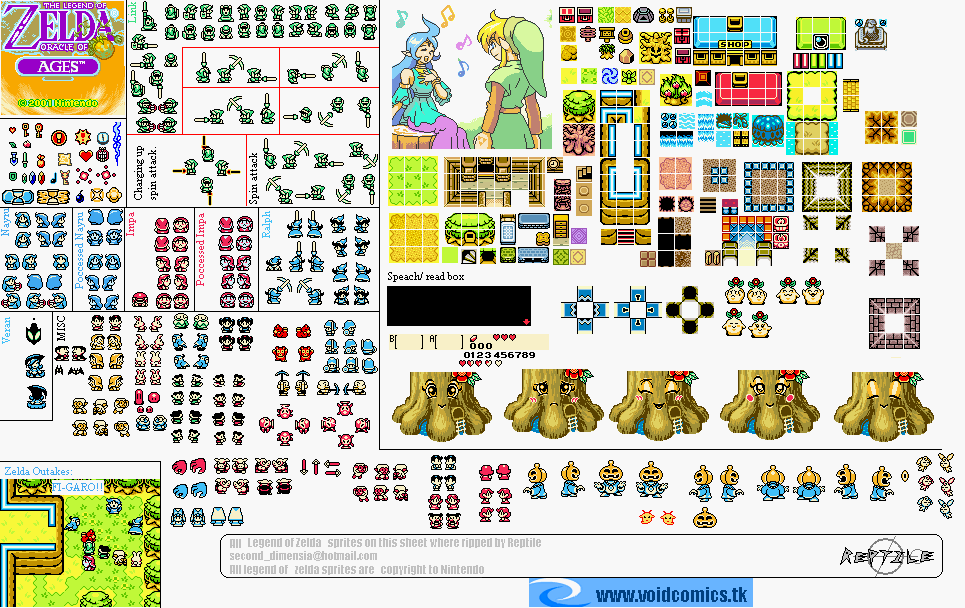 THE LEGEND OF
ZELDA
ORACLE OF
AGES™
© 2001 Nintendo
Link
Charging up
spin attack.
Spin attack
Nayru
Poccessed Nayru
Impa
Poccessed Impa
Ralph
Veran
MISC
SHOP
Speach/ read box
B[ ] A[ ]
000
0123456789
Zelda Outakes:
FI-GARO!!
All Legend of Zelda sprites on this sheet where ripped by Reptile
second_dimensia@hotmail.com
All legend of zelda sprites are copyright to Nintendo
REPTILE
www.voidcomics.tk